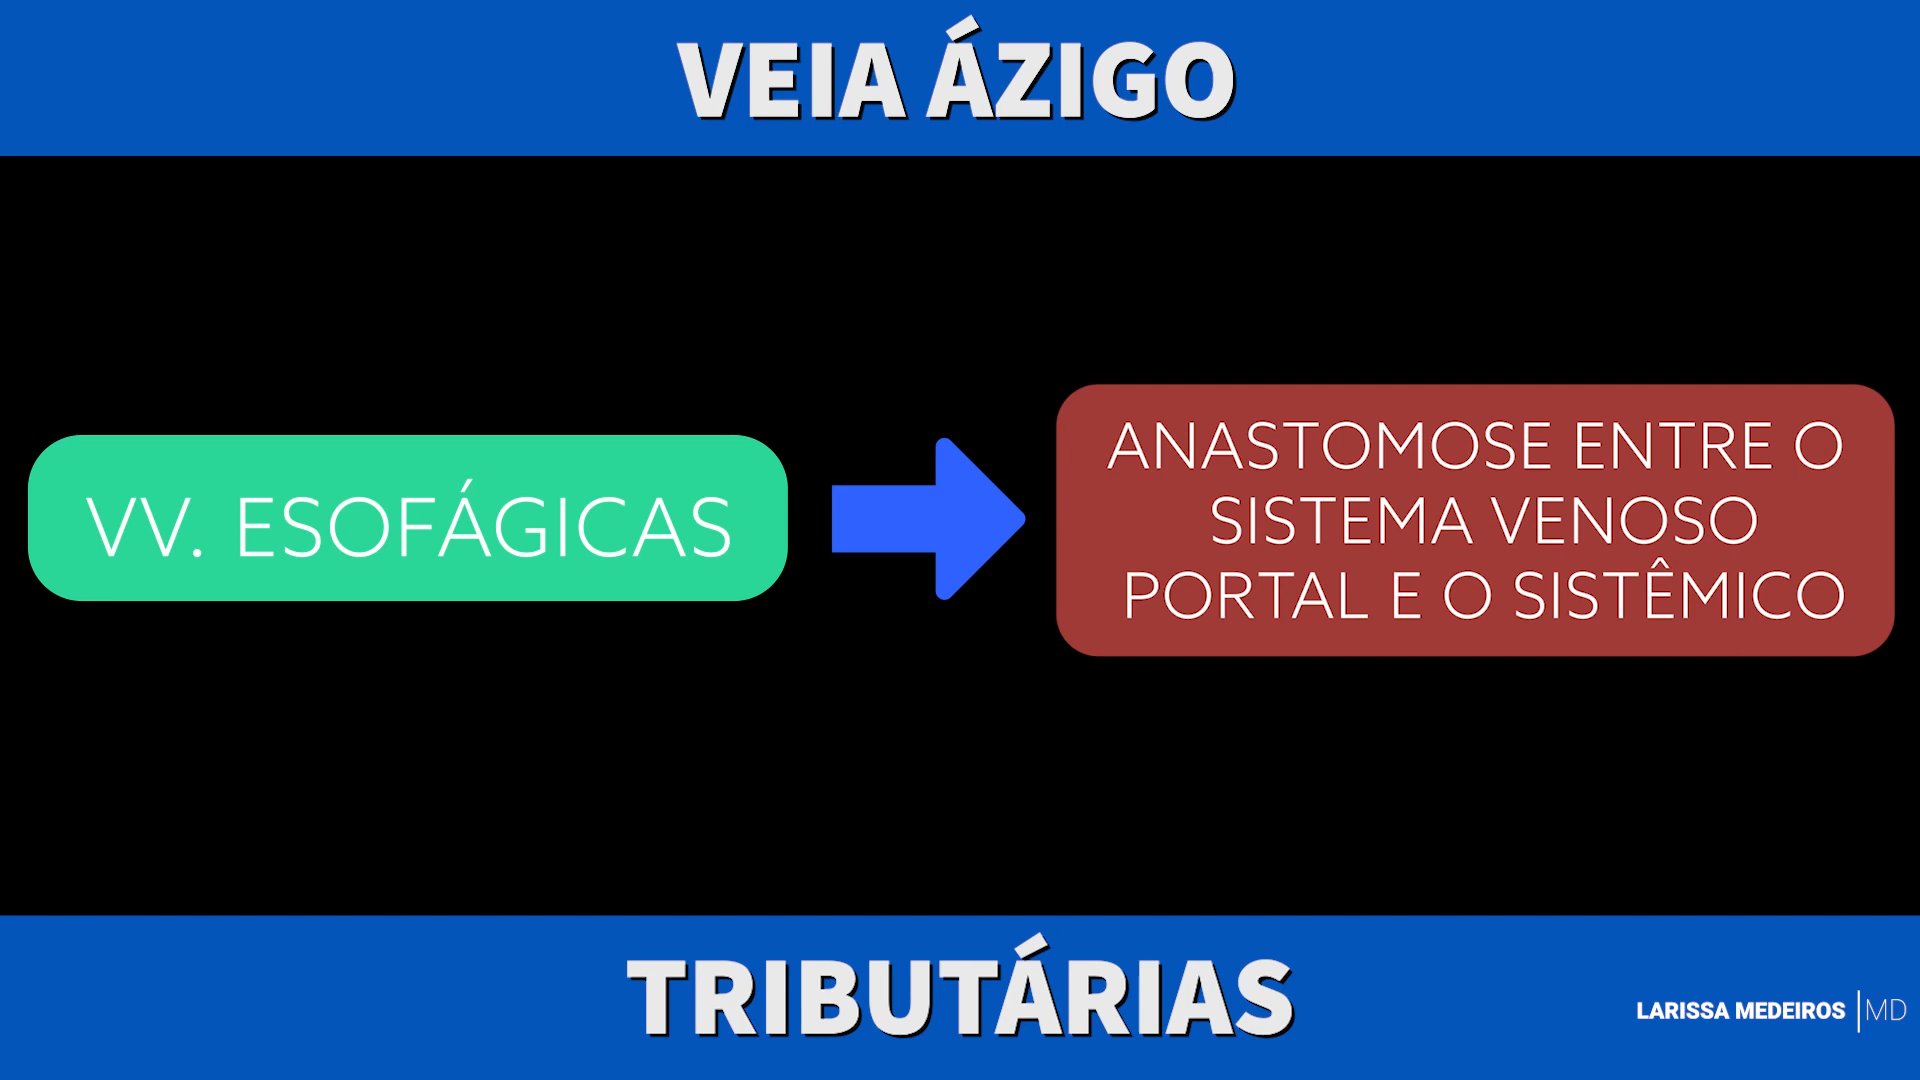 VEIA ÁZIGO
VV. ESOFÁGICAS
ANASTOMOSE ENTRE O
SISTEMA VENOSO
PORTAL E O SISTÊMICO
TRIBUTÁRIAS
LARISSA MEDEIROS |MD